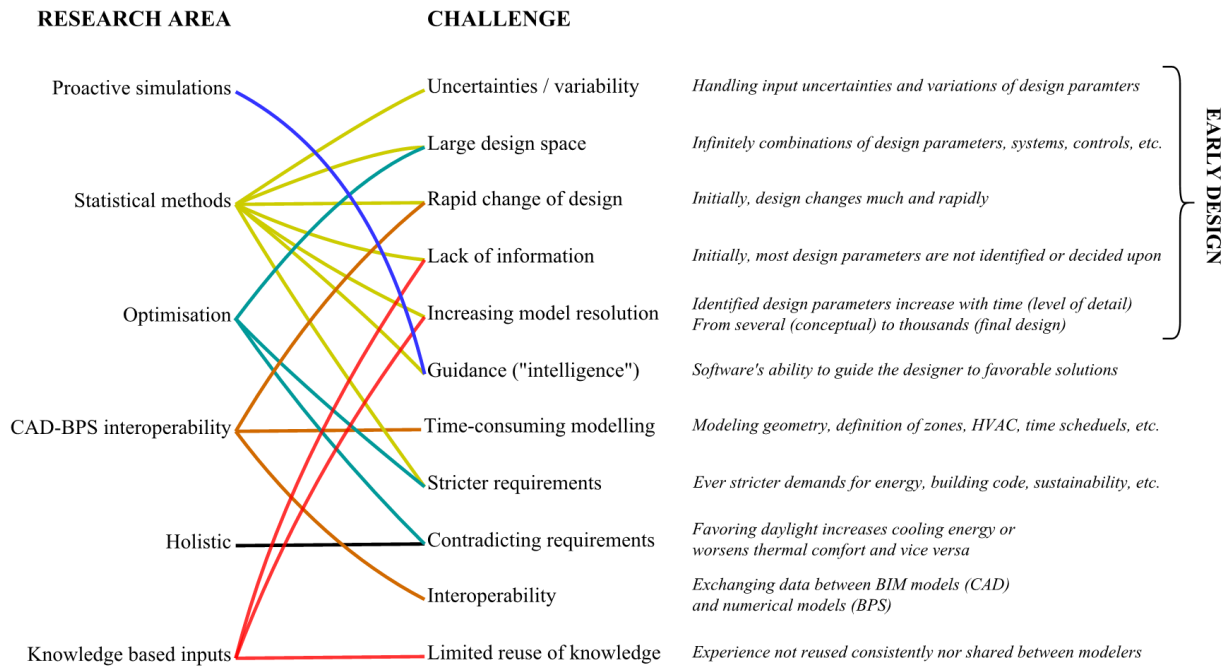 RESEARCH AREA CHALLENGE
Proactive simulations Uncertainties / variability Handling input uncertainties and variations of design paramters
Large design space Infinitely combinations of design parameters, systems, controls, etc.
Statistical methods Rapid change of design Initially, design changes much and rapidly
Lack of information Initially, most design parameters are not identified or decided upon
Optimisation Increasing model resolution Identified design parameters increase with time (level of detail)
From several (conceptual) to thousands (final design)
EARLY DESIGN
Guidance ("intelligence") Software's ability to guide the designer to favorable solutions
CAD-BPS interoperability Time-consuming modelling Modeling geometry, definition of zones, HVAC, time scheduels, etc.
Stricter requirements Ever stricter demands for energy, building code, sustainability, etc.
Holistic Contradicting requirements Favoring daylight increases cooling energy or
worsens thermal comfort and vice versa
Interoperability Exchanging data between BIM models (CAD)
and numerical models (BPS)
Knowledge based inputs Limited reuse of knowledge Experience not reused consistently nor shared between modelers